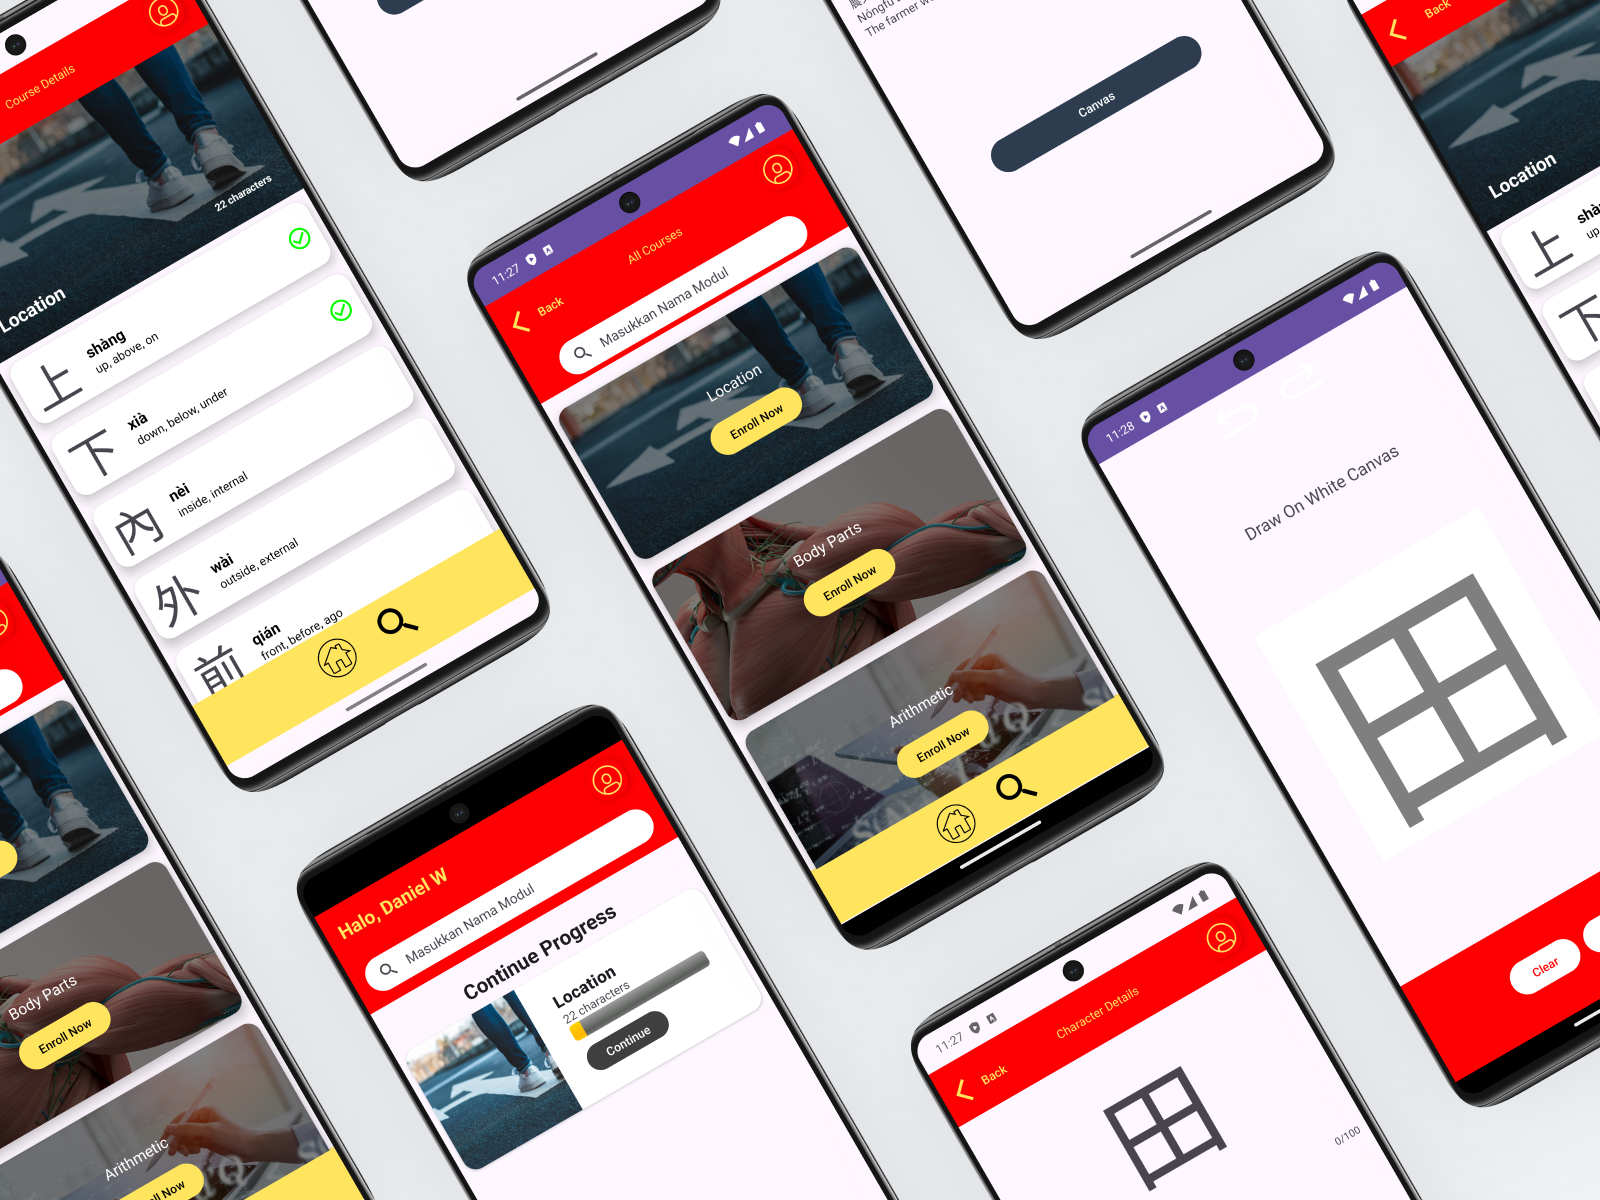 Course Details
22 characters
Location
上
shàng
up, above, on
下
xià
down, below, under
內
nèi
inside, internal
外
wài
outside, external
前
qián
front, before, ago
Nóngfū
The farmer
Canvas
Back
Location
上
下
11:27
All Courses
Back
Masukkan Nama Modul
Location
Enroll Now
Body Parts
Enroll Now
Arithmetic
Enroll Now
11:28
Draw On White Canvas
田
Clear
Body Parts
Enroll Now
Arithmetic
Now
Halo, Daniel W
Masukkan Nama Modul
Continue Progress
Location
22 characters
Continue
11:27
Character Details
Back
田
0/100